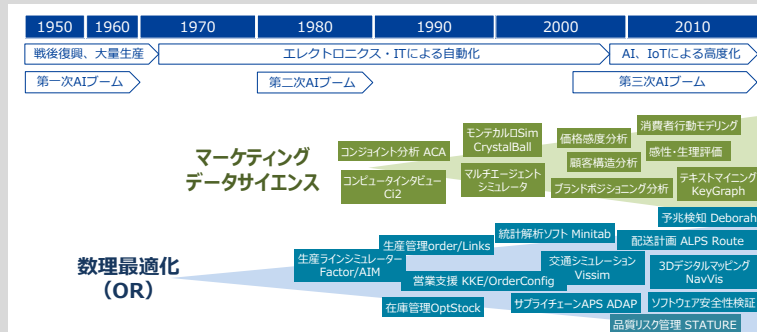 1950
1960
1970
1980
1990
2000
2010
戦後復興、大量生産
エレクトロニクス・ITによる自動化
AI、IoTによる高度化
第一次AIブーム
第二次AIブーム
第三次AIブーム
マーケティング
データサイエンス
コンジョイント分析 ACA
コンピュータインタビュー
Ci2
モンテカルロSim
CrystalBall
マルチエージェント
シミュレータ
価格感度分析
顧客構造分析
ブランドポジショニング分析
消費者行動モデリング
感性・生理評価
テキストマイニング
KeyGraph
数理最適化
(OR)
生産ラインシミュレーター
Factor/AIM
生産管理order/Links
営業支援 KKE/OrderConfig
在庫管理OptStock
統計解析ソフト Minitab
交通シミュレーション
Vissim
サプライチェーンAPS ADAP
予兆検知 Deborah
配送計画 ALPS Route
3Dデジタルマッピング
NavVis
ソフトウェア安全性検証
品質リスク管理 STATURE